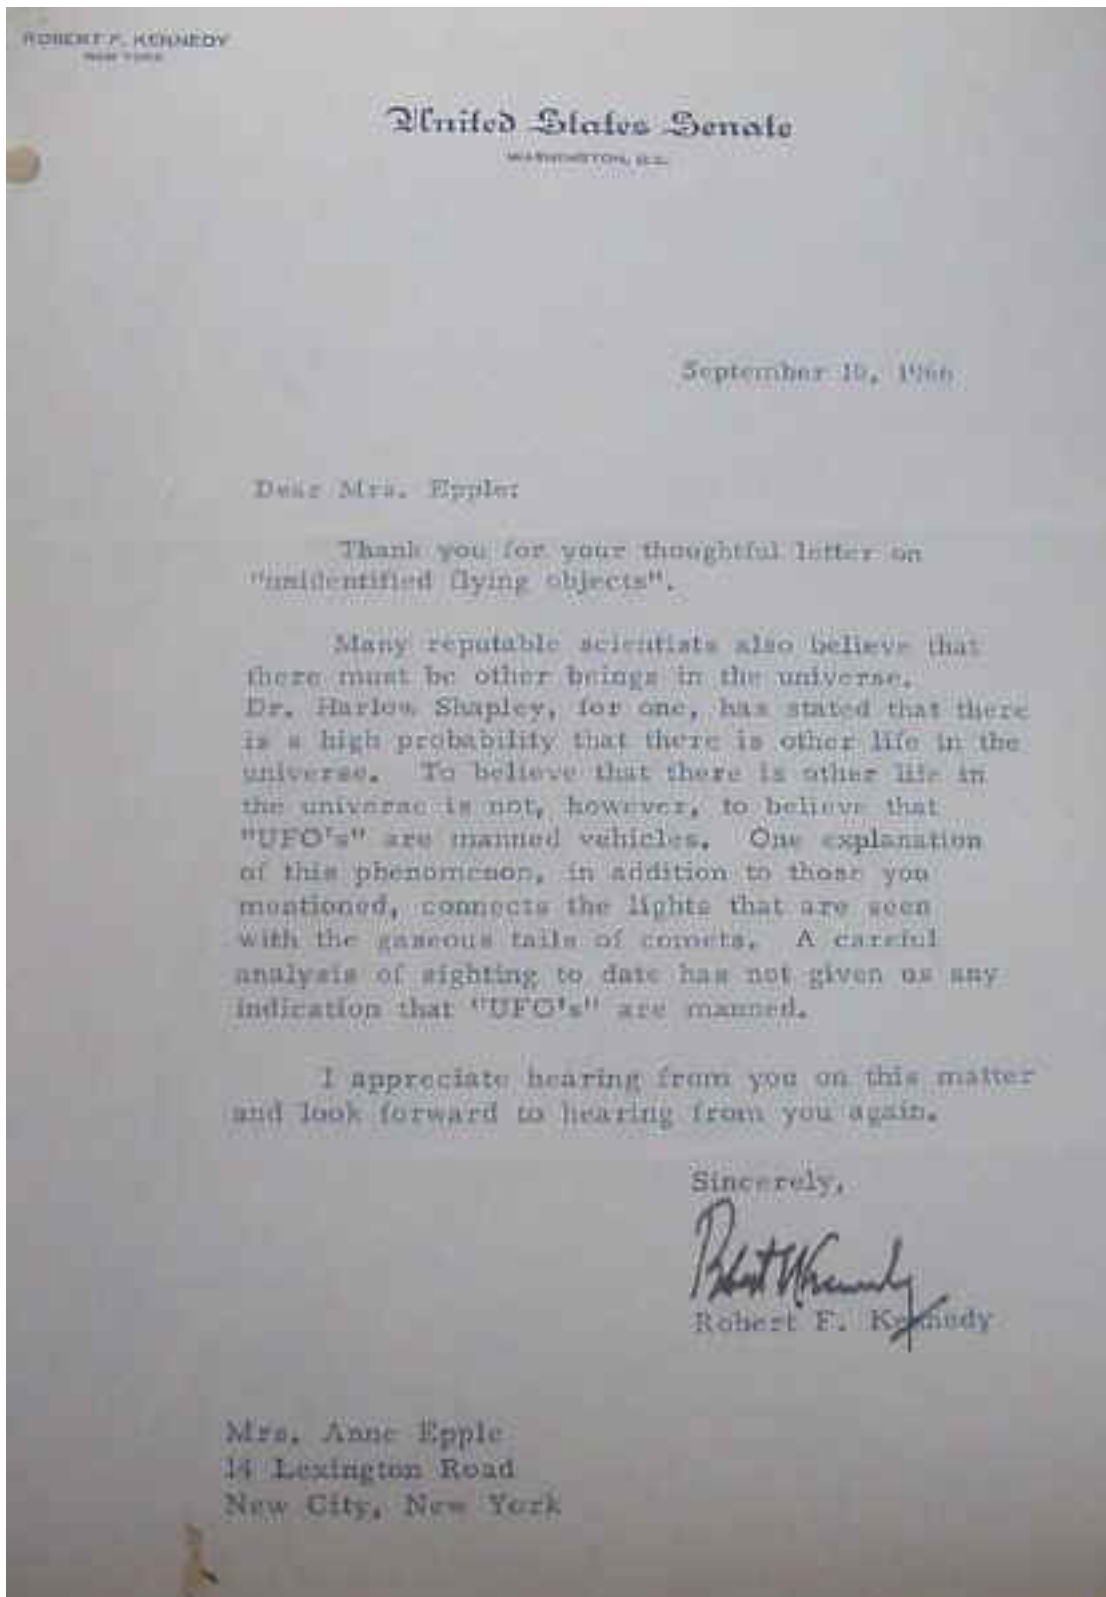 ROBERT F. KENNEDY
NEW YORK
United States Senate
WASHINGTON, D.C.
September 10, 1966
Dear Mrs. Epple:
Thank you for your thoughtful letter on
"unidentified flying objects".
Many reputable scientists also believe that
there must be other beings in the universe.
Dr. Harlow Shapley, for one, has stated that there
is a high probability that there is other life in the
universe. To believe that there is other life in
the universe is not, however, to believe that
"UFO's" are manned vehicles. One explanation
of this phenomenon, in addition to those you
mentioned, connects the lights that are seen
with the gaseous tails of comets. A careful
analysis of sighting to date has not given us any
indication that "UFO's" are manned.
I appreciate hearing from you on this matter
and look forward to hearing from you again.
Sincerely,
Robert Kennedy
Robert F. Kennedy
Mrs. Anne Epple
14 Lexington Road
New City, New York